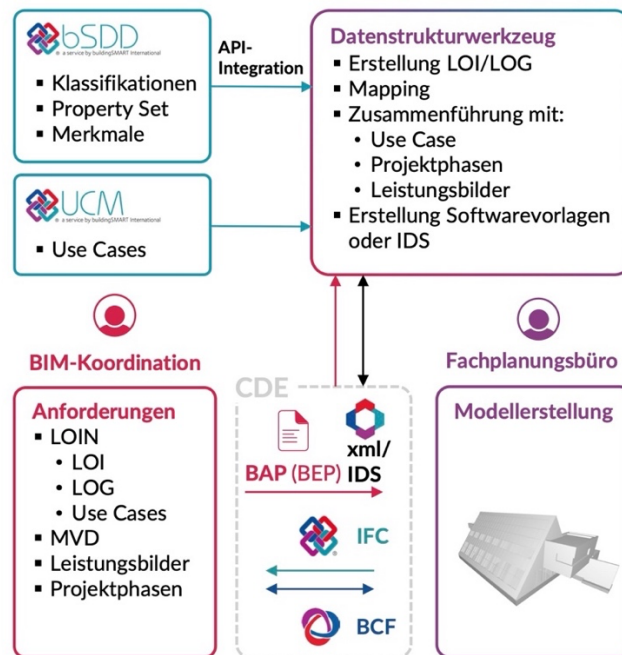 bSDD
® a service by buildingSMART International
▪ Klassifikationen
▪ Property Set
▪ Merkmale
API-
Integration
Datenstrukturwerkzeug
▪ Erstellung LOI/LOG
▪ Mapping
▪ Zusammenführung mit:
• Use Case
• Projektphasen
• Leistungsbilder
▪ Erstellung Softwarevorlagen
oder IDS
UCM
® a service by buildingSMART International
▪ Use Cases
BIM-Koordination
Fachplanungsbüro
Anforderungen
▪ LOIN
• LOI
• LOG
• Use Cases
▪ MVD
▪ Leistungsbilder
▪ Projektphasen
CDE
xml/
BAP (BEP) IDS
IFC
BCF
Modellerstellung